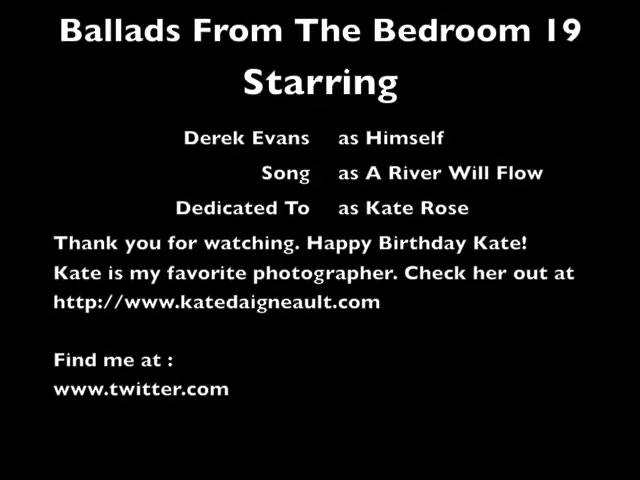 Ballads From The Bedroom 19
Starring
Derek Evans as Himself
Song as A River Will Flow
Dedicated To as Kate Rose
Thank you for watching. Happy Birthday Kate!
Kate is my favorite photographer. Check her out at
http://www.katedaigneault.com
Find me at :
www.twitter.com